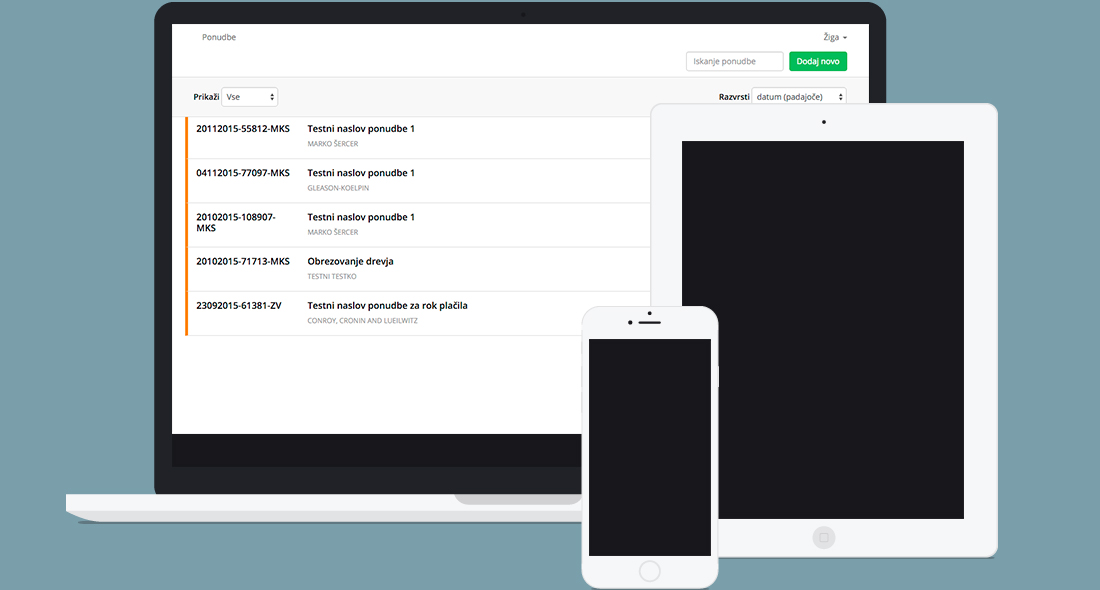 Ponudbe
Žiga
Iskanje ponudbe
Dodaj novo
Prikaži Vse
Razvrsti datum (padajoče)
20112015-55812-MKS
Testni naslov ponudbe 1
MARKO ŠERCER
04112015-77097-MKS
Testni naslov ponudbe 1
GLEASON-KOELPIN
20102015-108907-
MKS
Testni naslov ponudbe 1
MARKO ŠERCER
20102015-71713-MKS
Obrezovanje drevja
TESTNI TESTKO
23092015-61381-ZV
Testni naslov ponudbe za rok plačila
CONROY, CRONIN AND LUEILWITZ